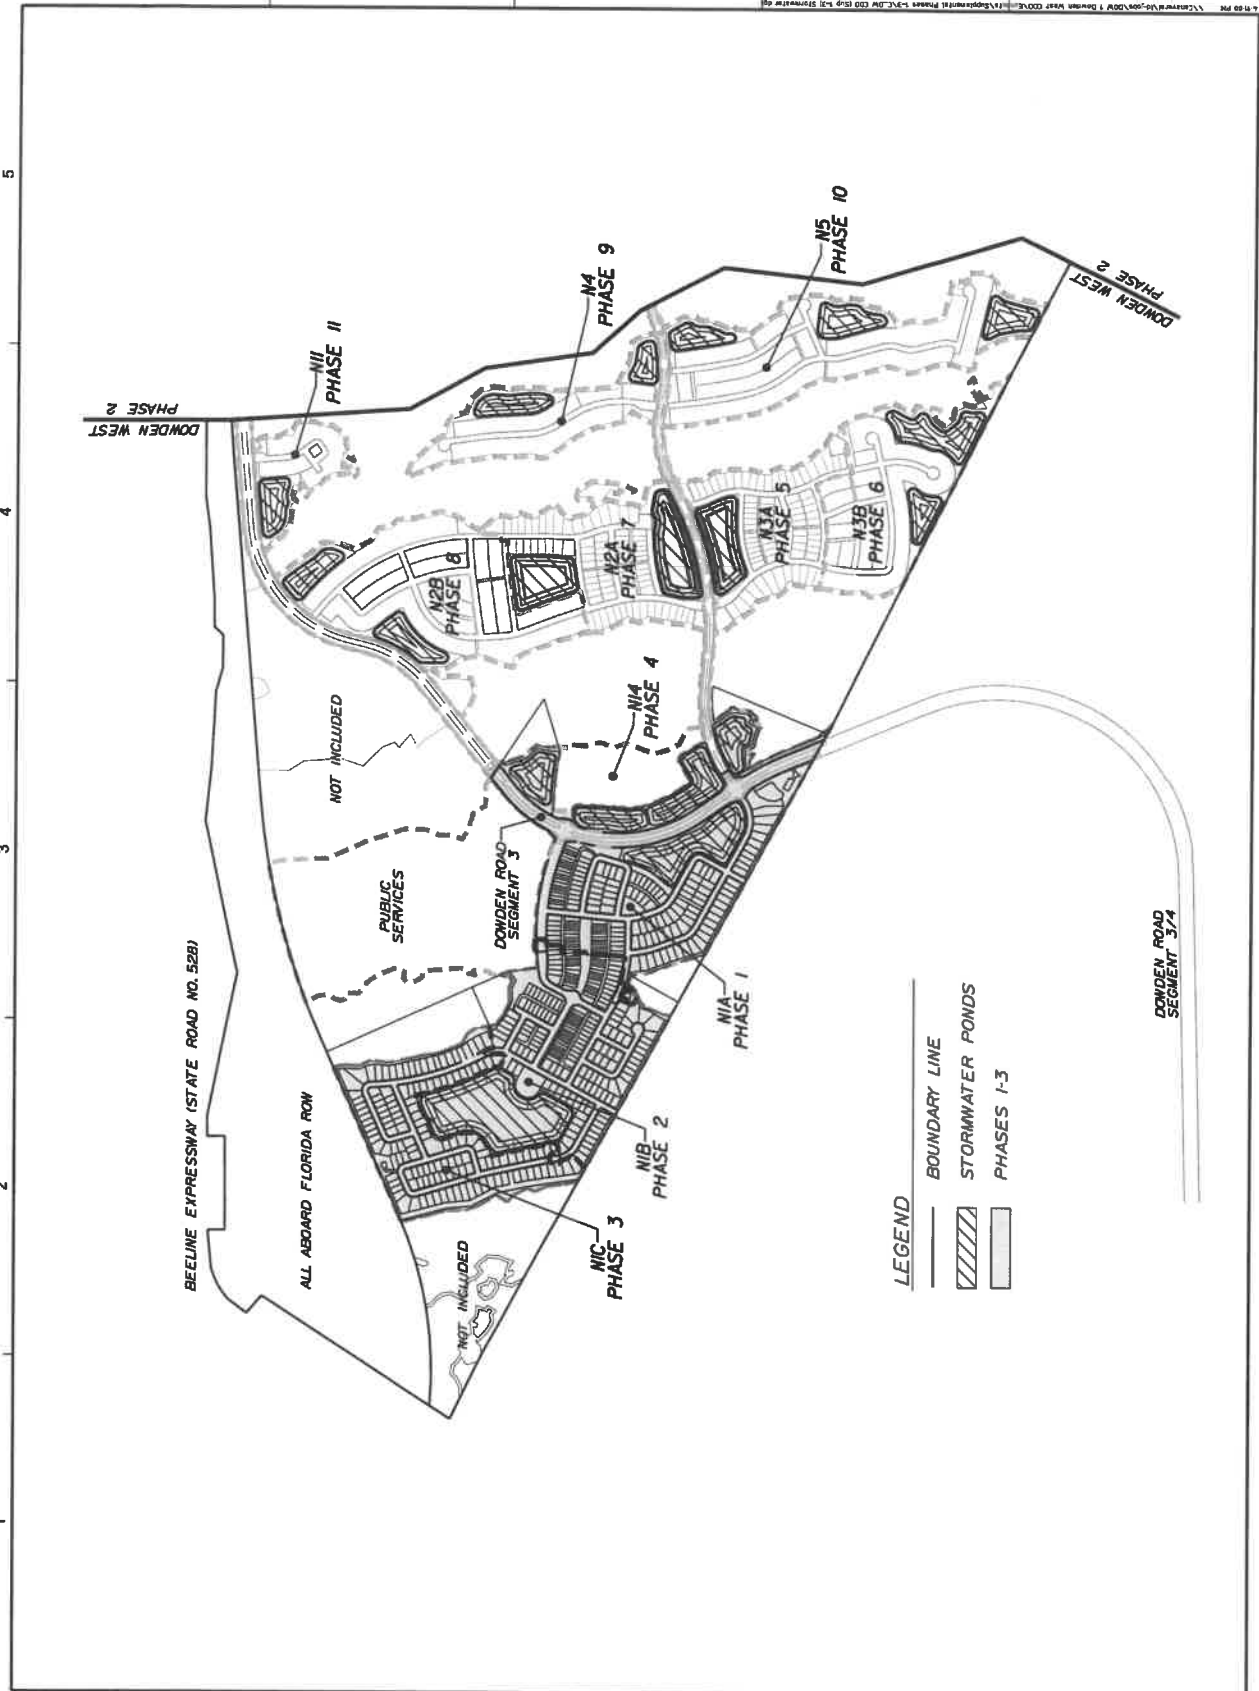 5
4
3
2
DOWDEN WEST
PHASE 2
N11
PHASE 11
N4
PHASE 9
N5
PHASE 10
DOWDEN WEST
PHASE 2
N2B
PHASE 8
N2A
PHASE 7
N3A
PHASE 5
N3B
PHASE 6
NOT INCLUDED
N14
PHASE 4
PUBLIC
SERVICES
DOWDEN ROAD
SEGMENT 3
BEELINE EXPRESSWAY (STATE ROAD NO. 528)
ALL ABOARD FLORIDA ROW
N1A
PHASE 1
N1B
PHASE 2
N1C
PHASE 3
NOT INCLUDED
DOWDEN ROAD
SEGMENT 3/4
LEGEND
BOUNDARY LINE
STORMWATER PONDS
PHASES 1-3